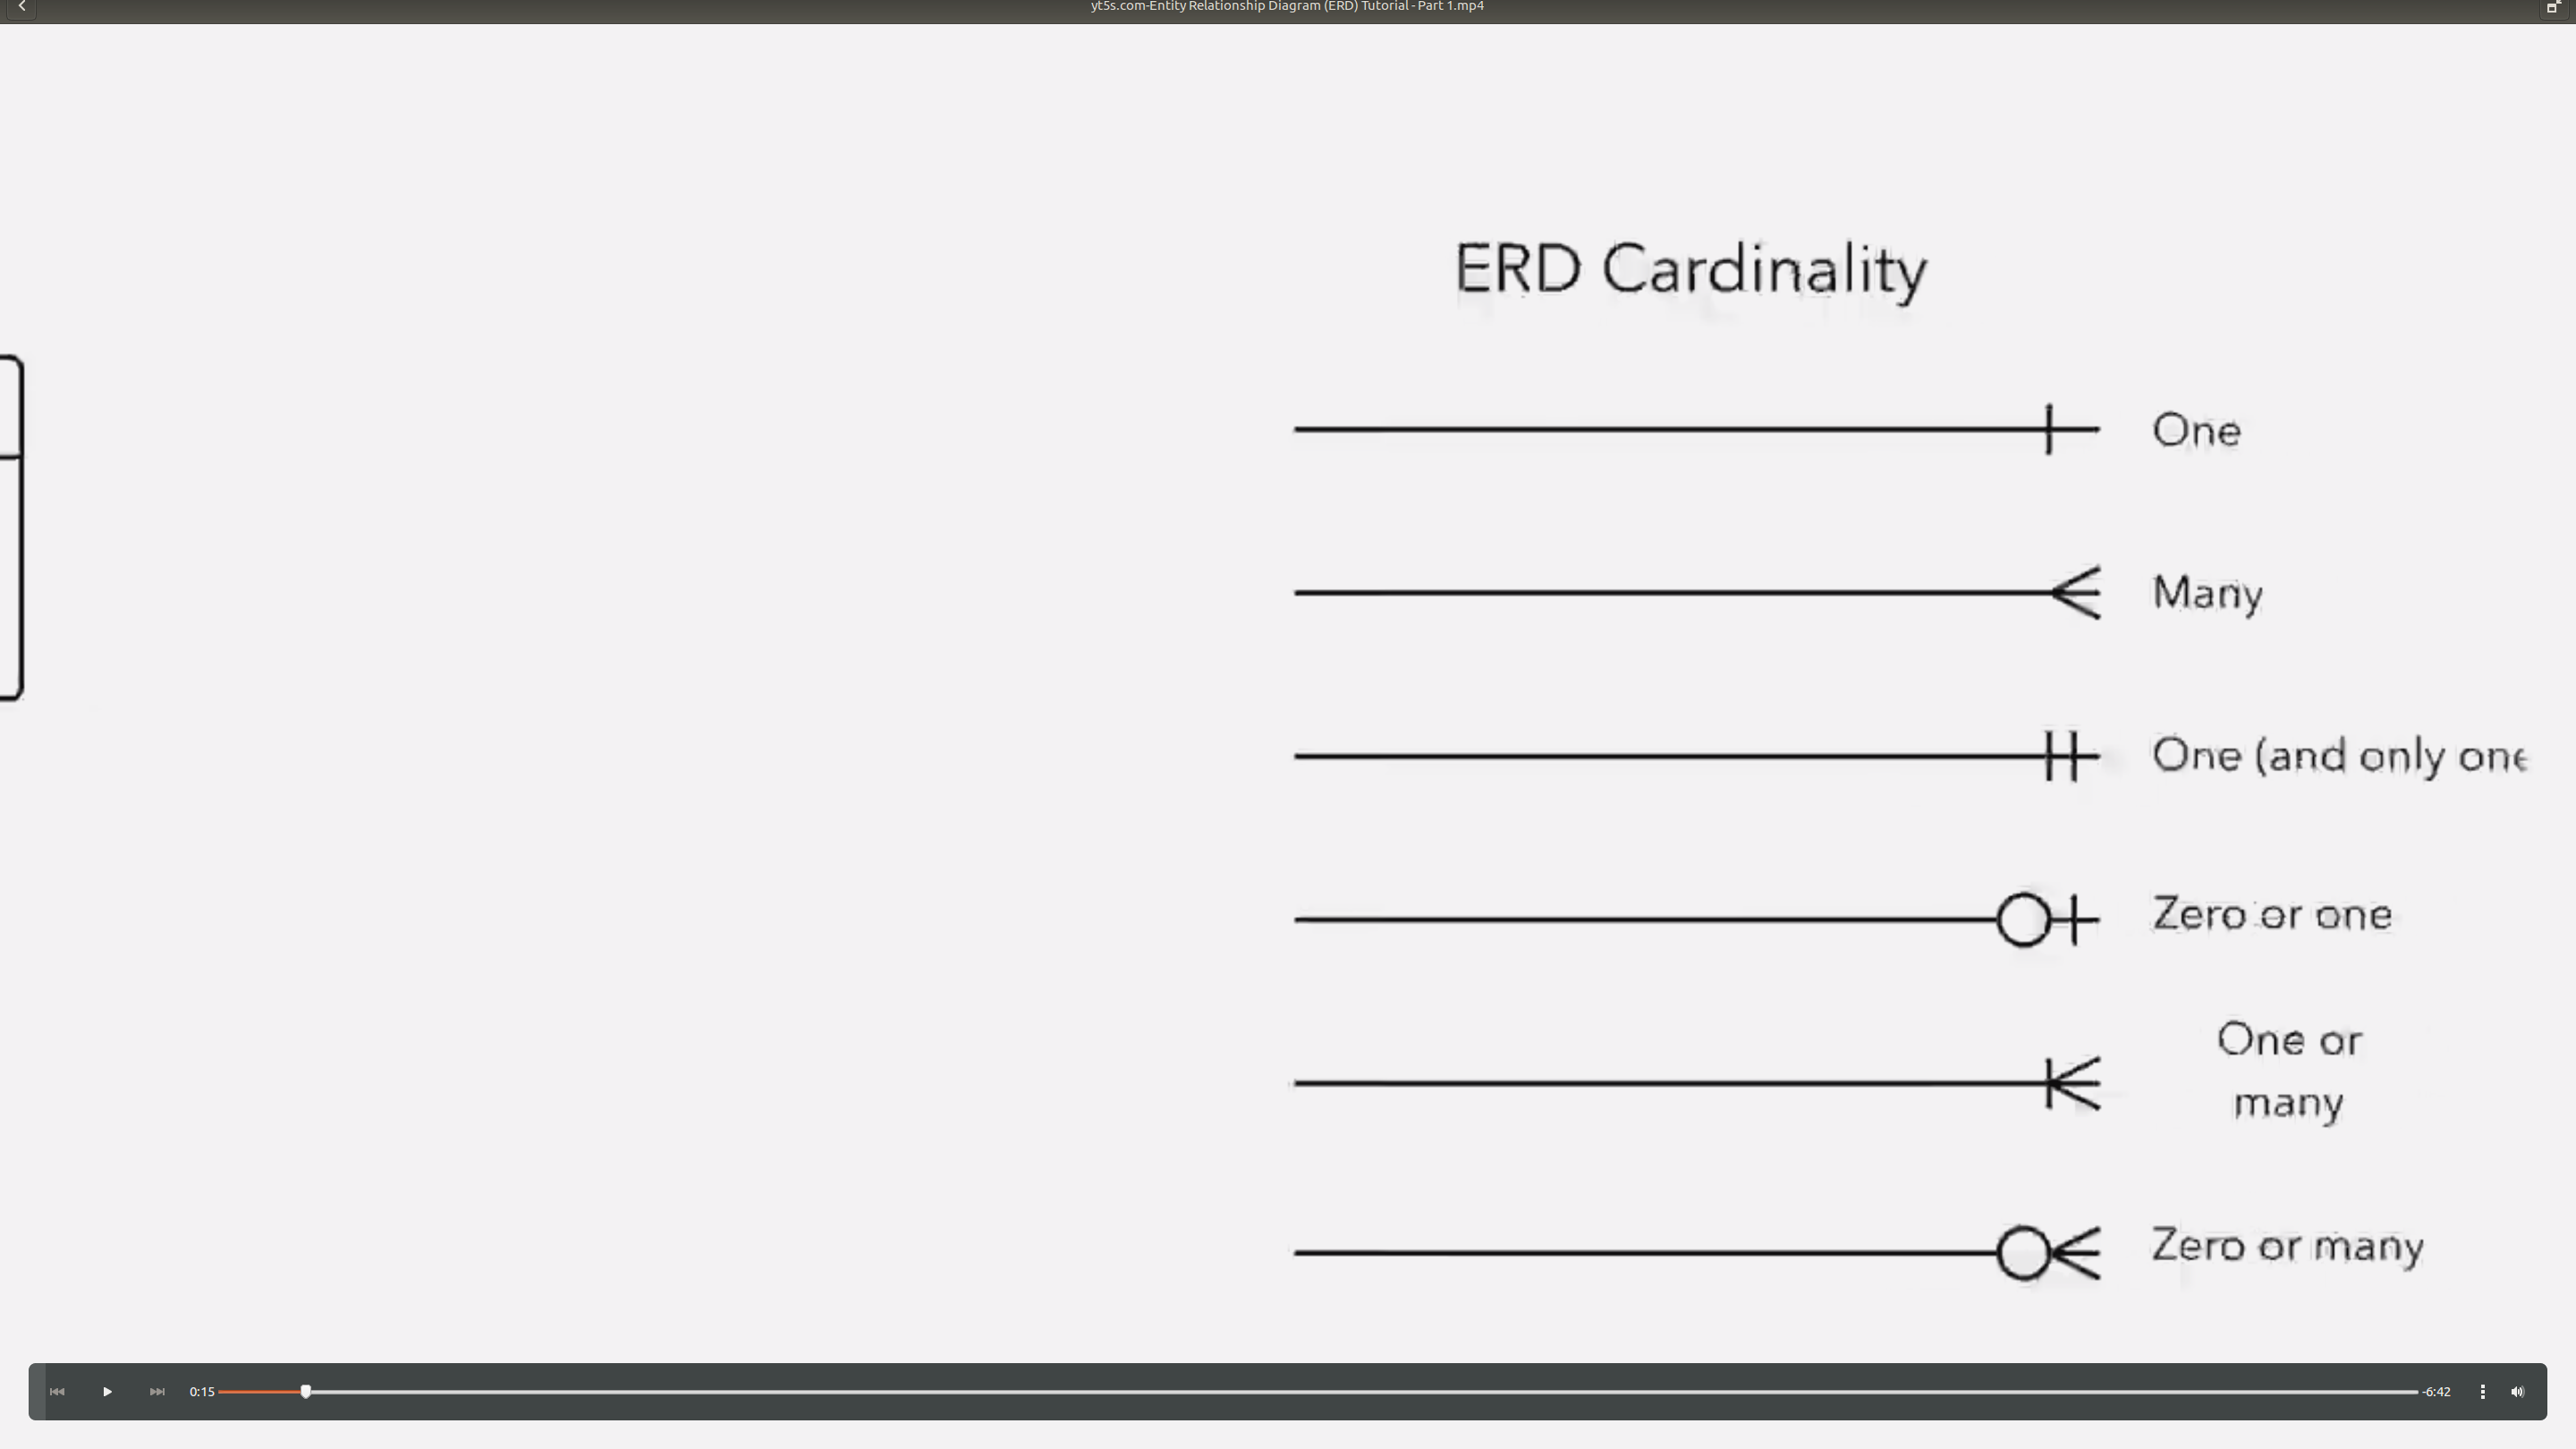 yt5s.com-Entity Relationship Diagram (ERD) Tutorial - Part 1.mp4
ERD Cardinality
One
Many
One (and only one
Zero or one
One or
many
Zero or many
0:15
-6:42